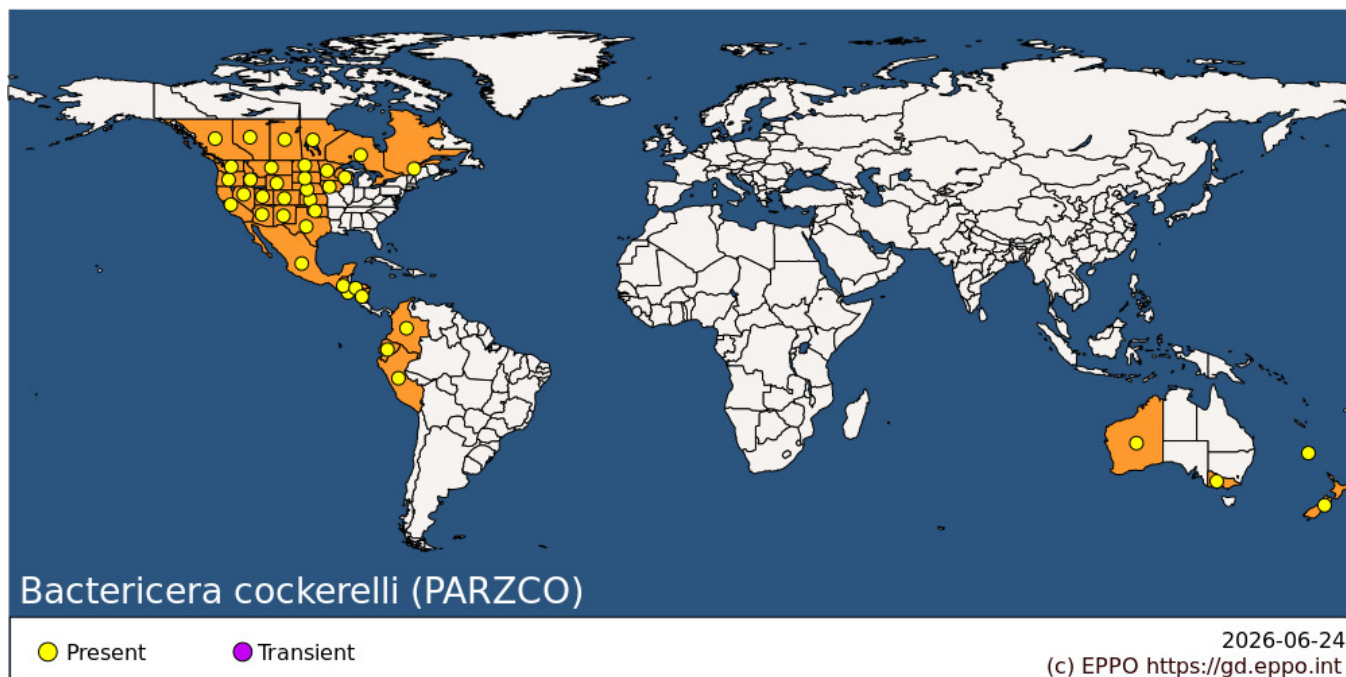 Bactericera cockerelli (PARZCO)
Present
Transient
2026-06-24
(c) EPPO https://gd.eppo.int